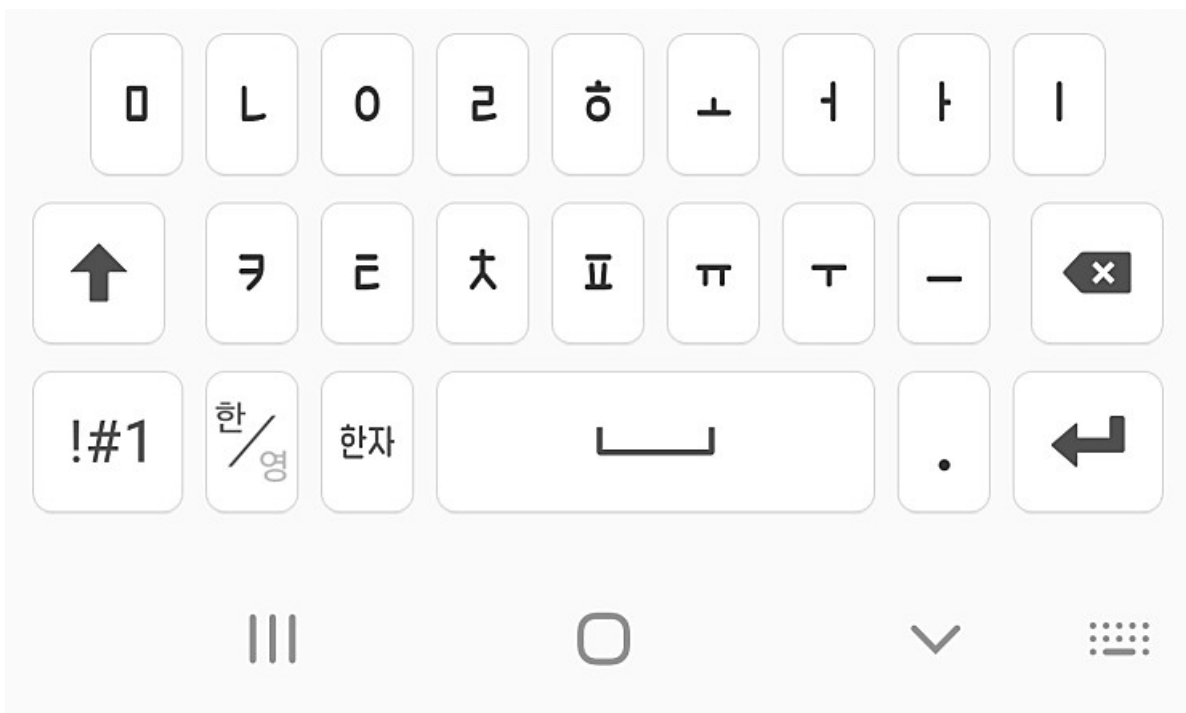 ㅁ ㄴ ㅇ ㄹ ㅎ ㅗ ㅓ ㅏ ㅣ
ㅋ ㅌ ㅊ ㅍ ㅠ ㅜ ㅡ
!#1 한/영 한자 .